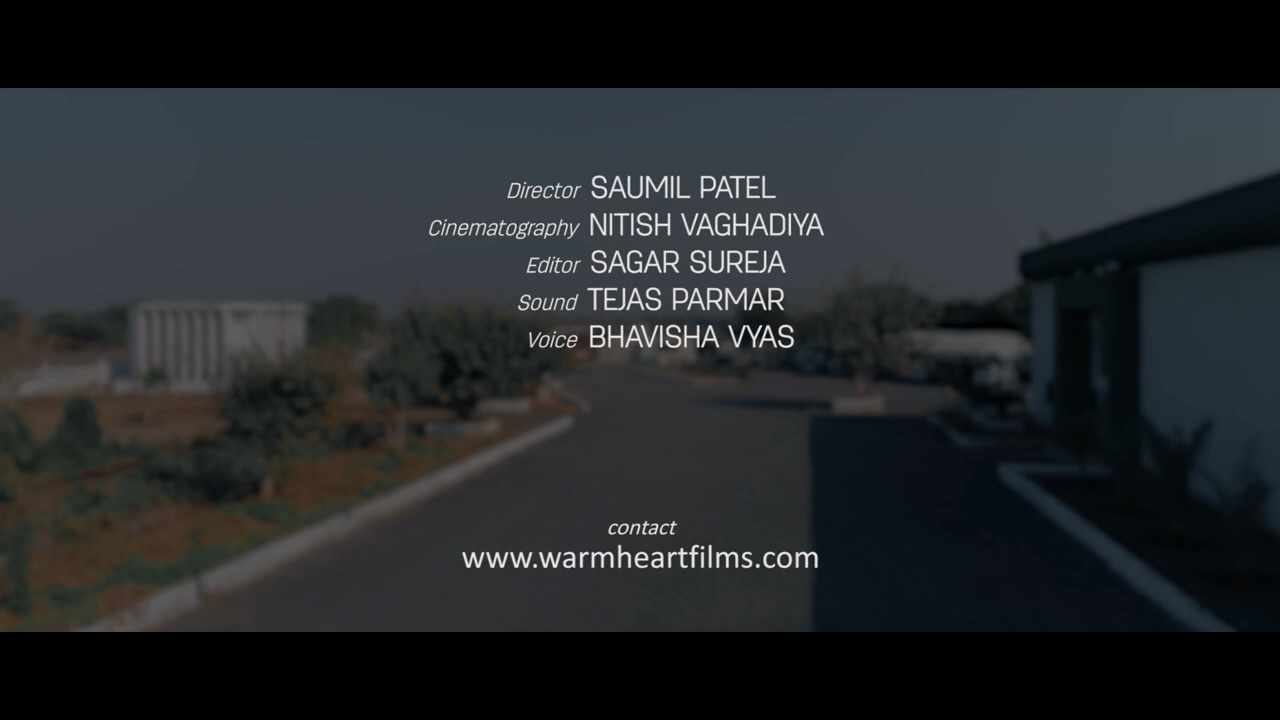 Director SAUMIL PATEL
Cinematography NITISH VAGHADIYA
Editor SAGAR SUREJA
Sound TEJAS PARMAR
Voice BHAVISHA VYAS
contact
www.warmheartfilms.com